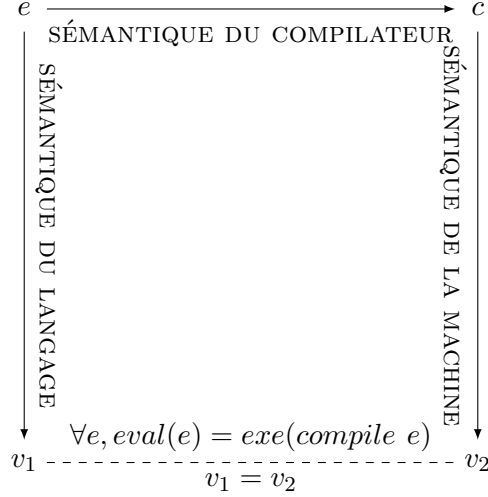 e c
SÉMANTIQUE DU COMPILATEUR
SÉMANTIQUE DU LANGAGE
SÉMANTIQUE DE LA MACHINE
∀e, eval(e) = exe(compile e)
v₁ v₂
v₁ = v₂